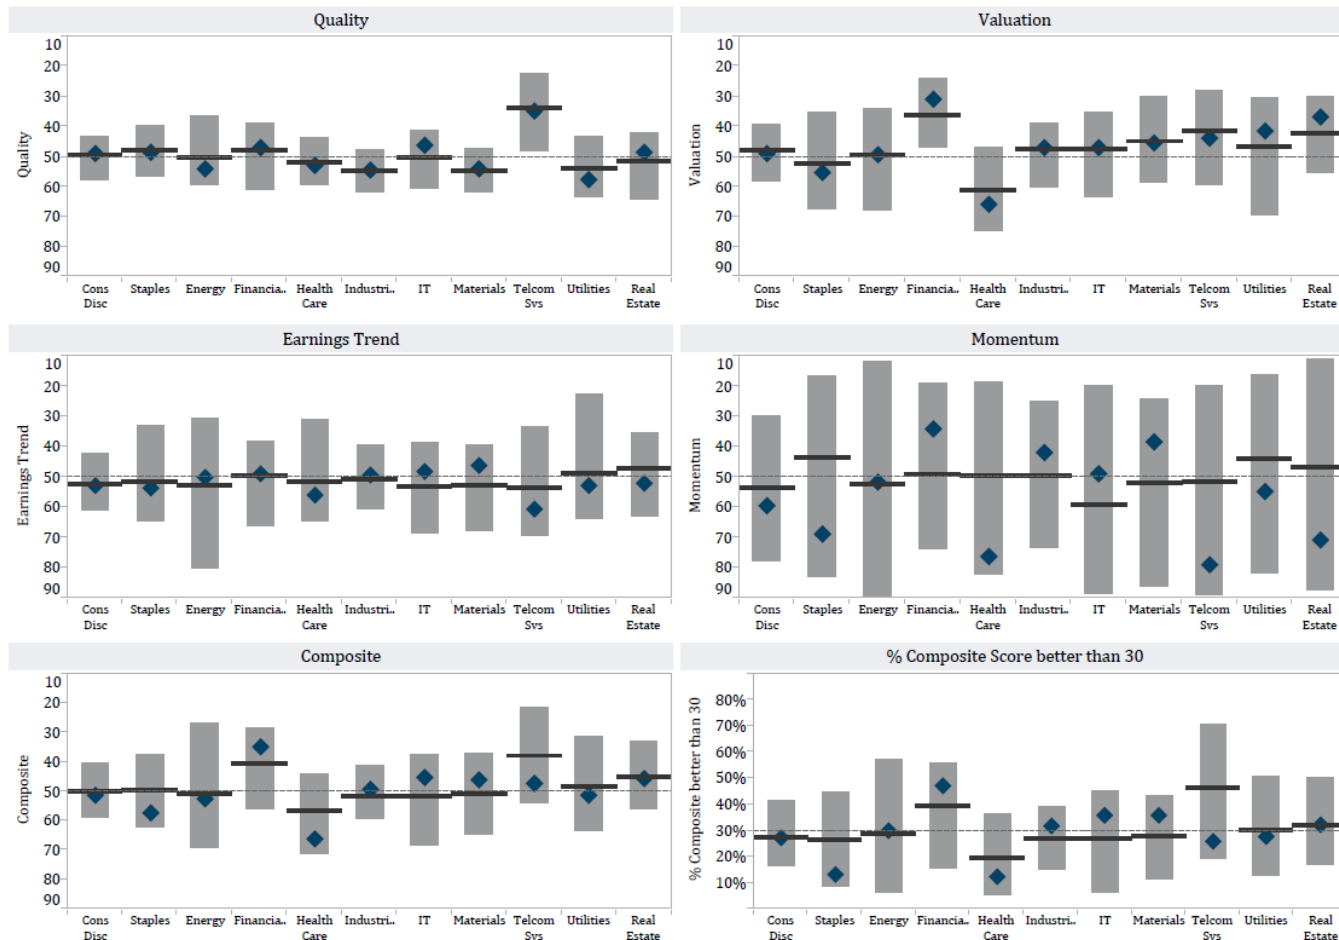 Quality
Valuation
10
20
30
40
50
60
70
80
90
Quality
Cons Disc
Staples
Energy
Financia..
Health Care
Industri..
IT
Materials
Telcom Svs
Utilities
Real Estate
10
20
30
40
50
60
70
80
90
Valuation
Cons Disc
Staples
Energy
Financia..
Health Care
Industri..
IT
Materials
Telcom Svs
Utilities
Real Estate
Earnings Trend
Momentum
10
20
30
40
50
60
70
80
90
Earnings Trend
Cons Disc
Staples
Energy
Financia..
Health Care
Industri..
IT
Materials
Telcom Svs
Utilities
Real Estate
10
20
30
40
50
60
70
80
90
Momentum
Cons Disc
Staples
Energy
Financia..
Health Care
Industri..
IT
Materials
Telcom Svs
Utilities
Real Estate
Composite
% Composite Score better than 30
10
20
30
40
50
60
70
80
90
Composite
Cons Disc
Staples
Energy
Financia..
Health Care
Industri..
IT
Materials
Telcom Svs
Utilities
Real Estate
80%
70%
60%
50%
40%
30%
20%
10%
% Composite better than 30
Cons Disc
Staples
Energy
Financia..
Health Care
Industri..
IT
Materials
Telcom Svs
Utilities
Real Estate